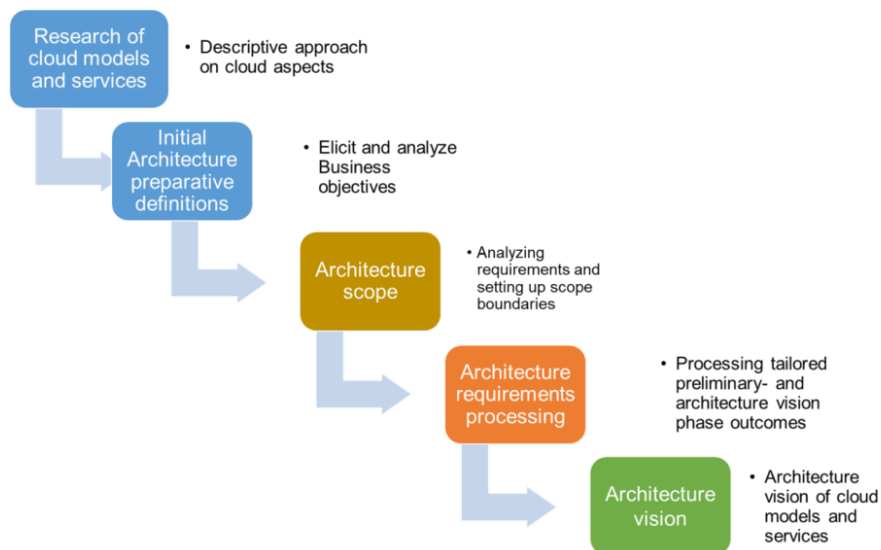 Research of
cloud models
and services
• Descriptive approach
on cloud aspects
Initial
Architecture
preparative
definitions
• Elicit and analyze
Business
objectives
Architecture
scope
• Analyzing
requirements and
setting up scope
boundaries
Architecture
requirements
processing
• Processing tailored
preliminary- and
architecture vision
phase outcomes
Architecture
vision
• Architecture
vision of cloud
models and
services